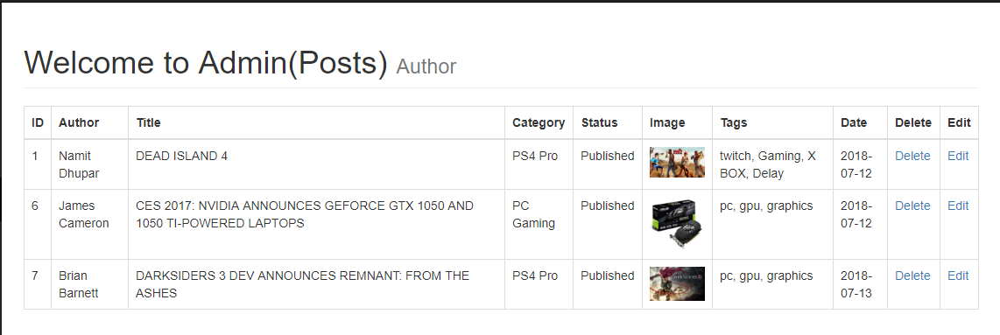 Welcome to Admin(Posts) Author
ID Author Title Category Status Image Tags Date Delete Edit
1 Namit DEAD ISLAND 4 PS4 Pro Published twitch, Gaming, X 2018- Delete Edit
Dhupar BOX, Delay 07-12
6 James CES 2017: NVIDIA ANNOUNCES GEFORCE GTX 1050 AND PC Published pc, gpu, graphics 2018- Delete Edit
Cameron 1050 TI-POWERED LAPTOPS Gaming 07-12
7 Brian DARKSIDERS 3 DEV ANNOUNCES REMNANT: FROM THE PS4 Pro Published pc, gpu, graphics 2018- Delete Edit
Barnett ASHES 07-13